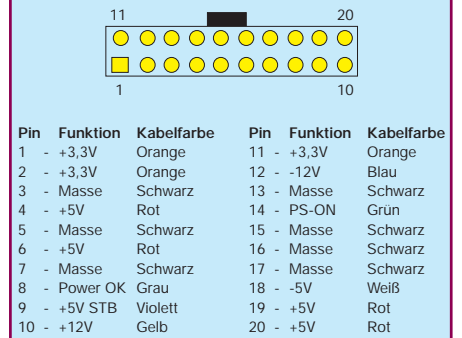 11 20
1 10
Pin Funktion Kabelfarbe Pin Funktion Kabelfarbe
1 - +3,3V Orange 11 - +3,3V Orange
2 - +3,3V Orange 12 - -12V Blau
3 - Masse Schwarz 13 - Masse Schwarz
4 - +5V Rot 14 - PS-ON Grün
5 - Masse Schwarz 15 - Masse Schwarz
6 - +5V Rot 16 - Masse Schwarz
7 - Masse Schwarz 17 - Masse Schwarz
8 - Power OK Grau 18 - -5V Weiß
9 - +5V STB Violett 19 - +5V Rot
10 - +12V Gelb 20 - +5V Rot